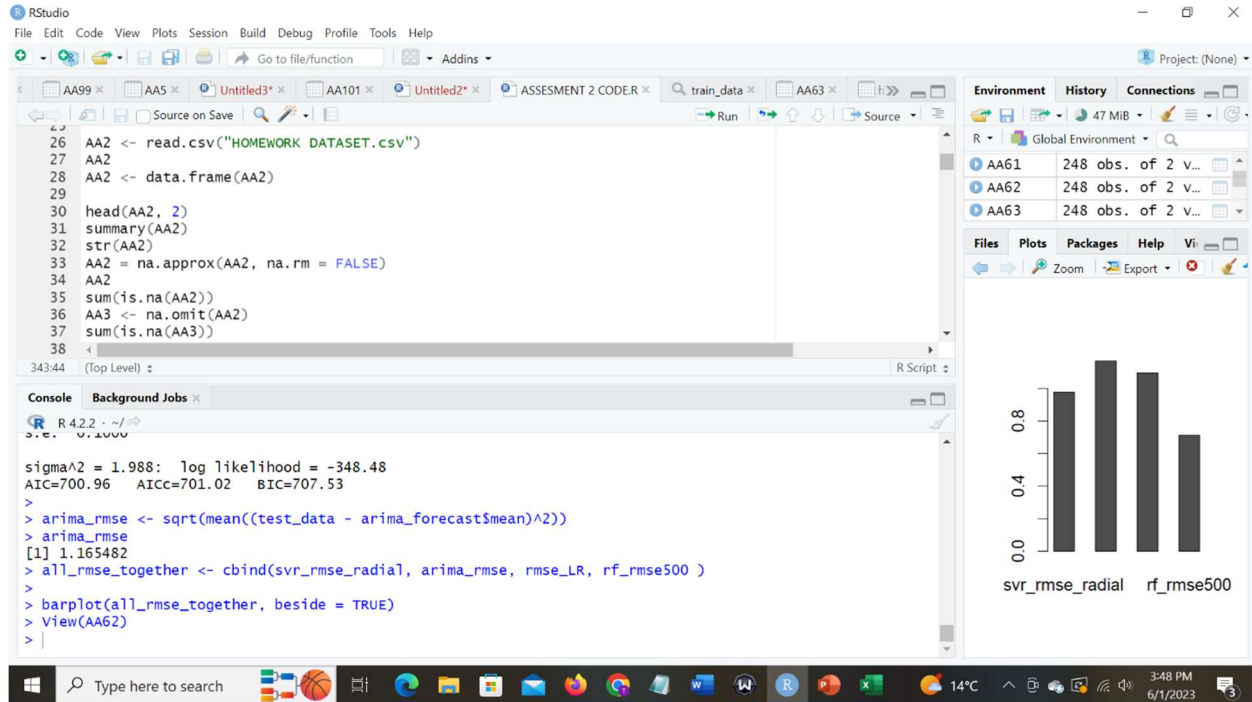 RStudio
File Edit Code View Plots Session Build Debug Profile Tools Help
Go to file/function Addins Project: (None)
AA99 AA5 Untitled3* AA101 Untitled2* ASSESMENT 2 CODE.R train_data AA63
Source on Save Run Source
26 AA2 <- read.csv("HOMEWORK DATASET.csv")
27 AA2
28 AA2 <- data.frame(AA2)
29
30 head(AA2, 2)
31 summary(AA2)
32 str(AA2)
33 AA2 = na.approx(AA2, na.rm = FALSE)
34 AA2
35 sum(is.na(AA2))
36 AA3 <- na.omit(AA2)
37 sum(is.na(AA3))
38
343:44 (Top Level) R Script
Console Background Jobs
R 4.2.2 · ~/
s.e. 0.1000
sigma^2 = 1.988: log likelihood = -348.48
AIC=700.96 AICc=701.02 BIC=707.53
>
> arima_rmse <- sqrt(mean((test_data - arima_forecast$mean)^2))
> arima_rmse
[1] 1.165482
> all_rmse_together <- cbind(svr_rmse_radial, arima_rmse, rmse_LR, rf_rmse500 )
>
> barplot(all_rmse_together, beside = TRUE)
> View(AA62)
>
Environment History Connections
47 MiB
R Global Environment
AA61 248 obs. of 2 v…
AA62 248 obs. of 2 v…
AA63 248 obs. of 2 v…
Files Plots Packages Help Vi
Zoom Export
0.8
0.4
0.0
svr_rmse_radial rf_rmse500
Type here to search
14°C
3:48 PM
6/1/2023
3